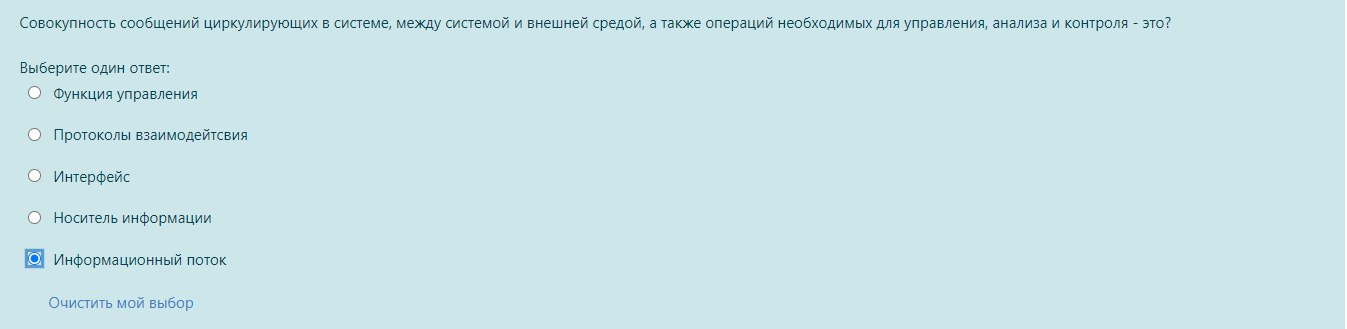 Совокупность сообщений циркулирующих в системе, между системой и внешней средой, а также операций необходимых для управления, анализа и контроля - это?
Выберите один ответ:
Функция управления
Протоколы взаимодейтсвия
Интерфейс
Носитель информации
Информационный поток
Очистить мой выбор